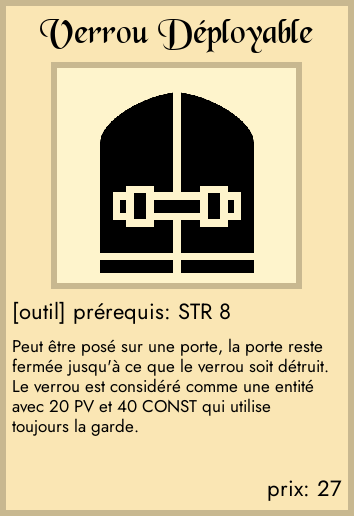 Verrou Déployable
[outil] prérequis: STR 8
Peut être posé sur une porte, la porte reste
fermée jusqu'à ce que le verrou soit détruit.
Le verrou est considéré comme une entité
avec 20 PV et 40 CONST qui utilise
toujours la garde.
prix: 27